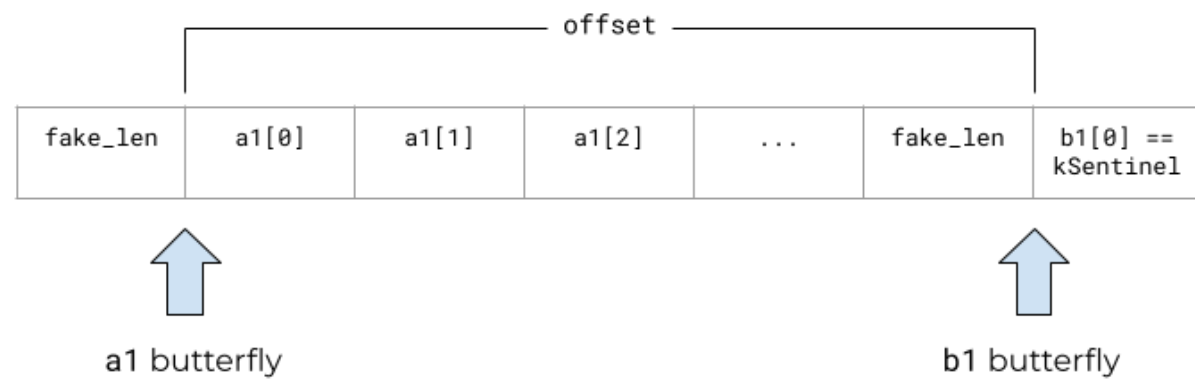 offset
fake_len
a1[0]
a1[1]
a1[2]
...
fake_len
b1[0] ==
kSentinel
a1 butterfly
b1 butterfly